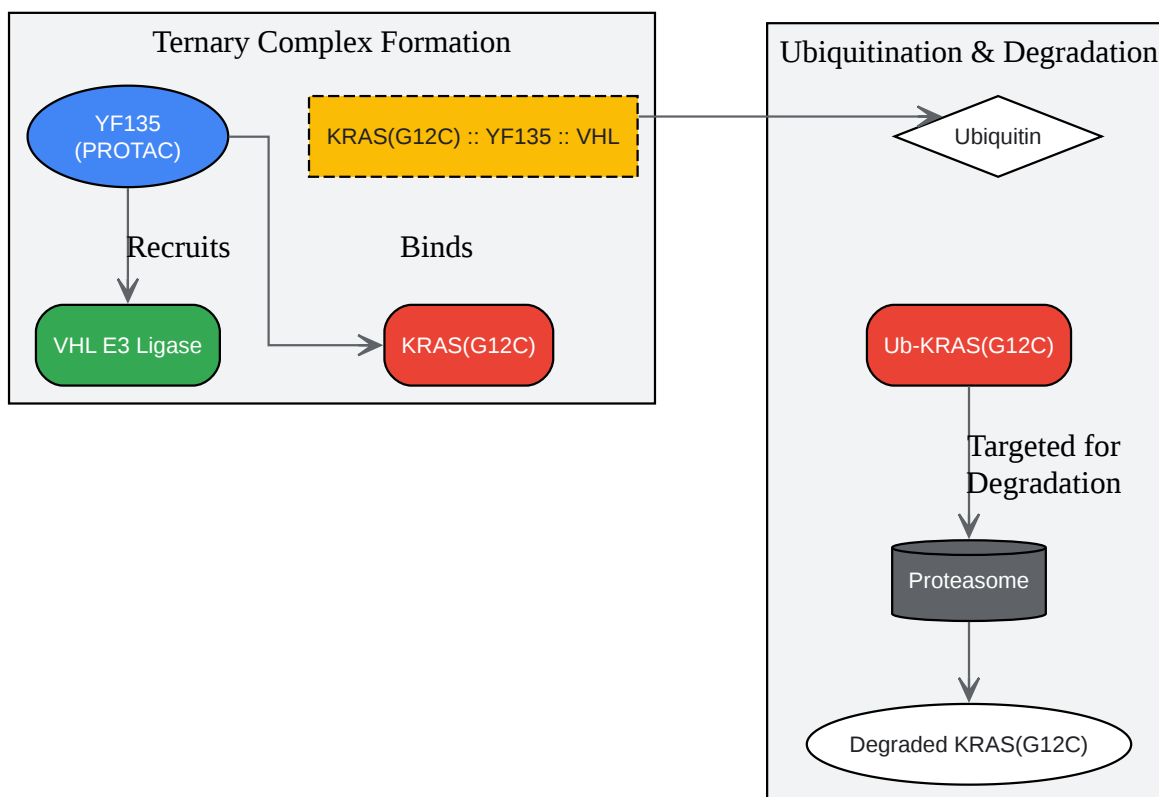 Ternary Complex Formation
YF135
(PROTAC)
KRAS(G12C) :: YF135 :: VHL
Recruits
Binds
VHL E3 Ligase
KRAS(G12C)
Ubiquitination & Degradation
Ubiquitin
Ub-KRAS(G12C)
Targeted for
Degradation
Proteasome
Degraded KRAS(G12C)